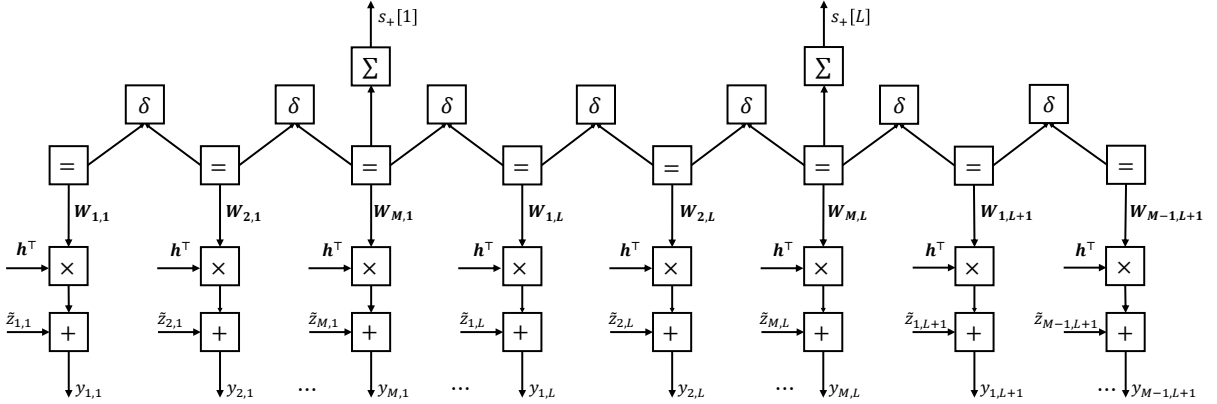 s₊[1] s₊[L]
Σ Σ
δ δ δ δ δ δ δ
= = = = = = = =
W₁,₁ W₂,₁ W_M,₁ W₁,L W₂,L W_M,L W₁,L₊₁ W_M₋₁,L₊₁
h^⊤ h^⊤ h^⊤ h^⊤ h^⊤ h^⊤ h^⊤ h^⊤
× × × × × × × ×
z̃₁,₁ z̃₂,₁ z̃_M,₁ z̃₁,L z̃₂,L z̃_M,L z̃₁,L₊₁ z̃_M₋₁,L₊₁
+ + + + + + + +
y₁,₁ y₂,₁ ... y_M,₁ ... y₁,L y₂,L ... y_M,L y₁,L₊₁ ... y_M₋₁,L₊₁